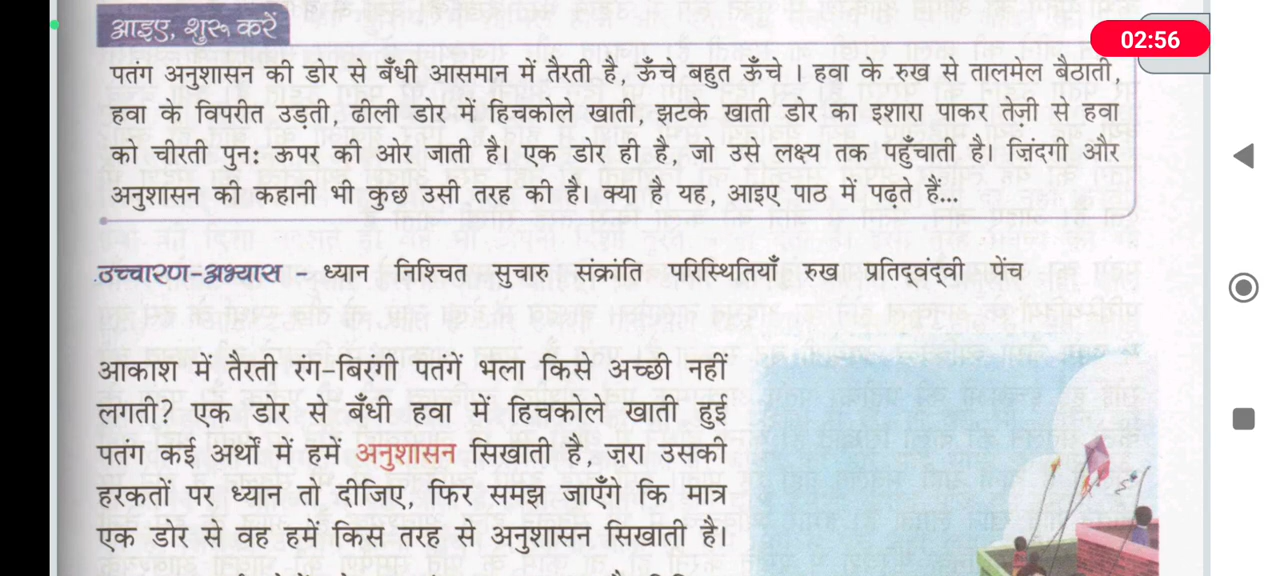 आइए, शुरू करें
02:56
पतंग अनुशासन की डोर से बँधी आसमान में तैरती है, ऊँचे बहुत ऊँचे। हवा के रुख से तालमेल बैठाती,
हवा के विपरीत उड़ती, ढीली डोर में हिचकोले खाती, झटके खाती डोर का इशारा पाकर तेज़ी से हवा
को चीरती पुन: ऊपर की ओर जाती है। एक डोर ही है, जो उसे लक्ष्य तक पहुँचाती है। ज़िंदगी और
अनुशासन की कहानी भी कुछ उसी तरह की है। क्या है यह, आइए पाठ में पढ़ते हैं...
उच्चारण-अभ्यास - ध्यान निश्चित सुचारु संक्रांति परिस्थितियाँ रुख प्रतिद्वंद्वी पेंच
आकाश में तैरती रंग-बिरंगी पतंगें भला किसे अच्छी नहीं
लगती? एक डोर से बँधी हवा में हिचकोले खाती हुई
पतंग कई अर्थों में हमें अनुशासन सिखाती है, ज़रा उसकी
हरकतों पर ध्यान तो दीजिए, फिर समझ जाएँगे कि मात्र
एक डोर से वह हमें किस तरह से अनुशासन सिखाती है।